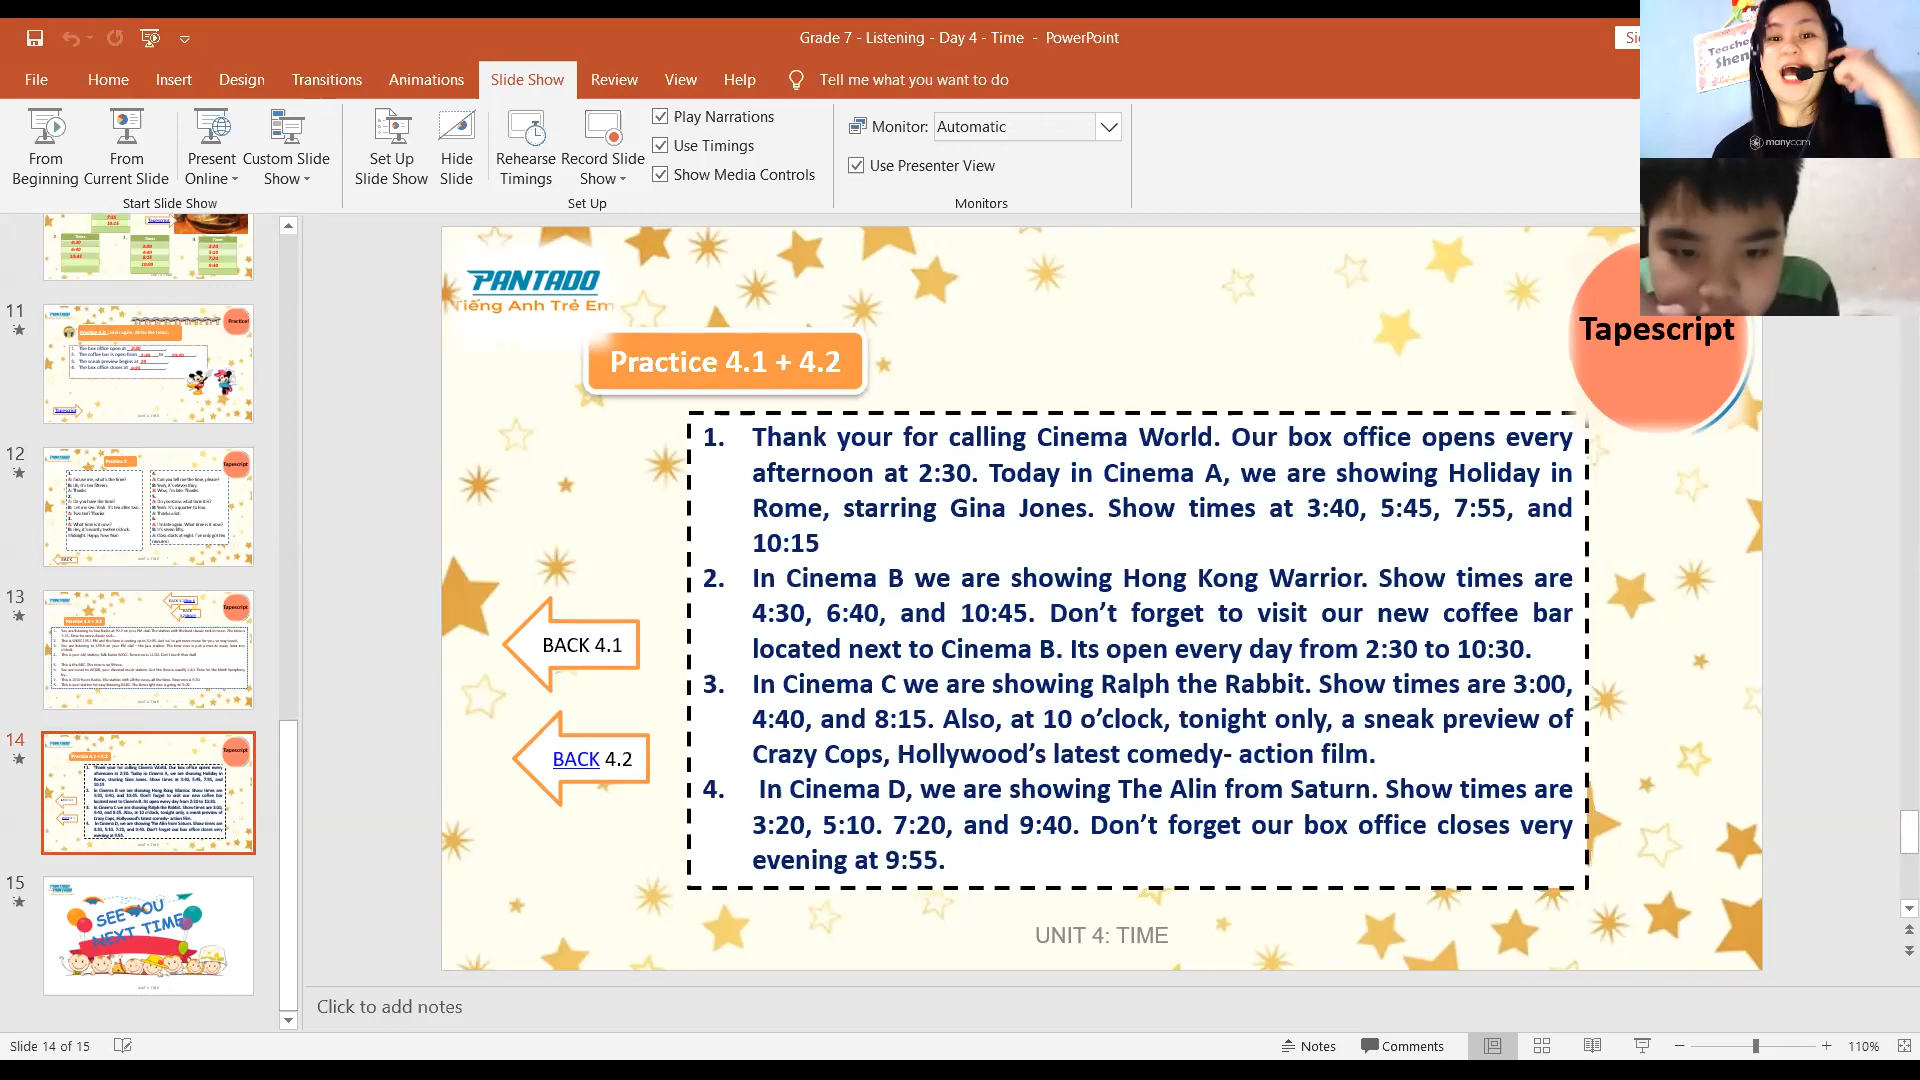 Grade 7 - Listening - Day 4 - Time - PowerPoint
File Home Insert Design Transitions Animations Slide Show Review View Help Tell me what you want to do
From Beginning
From Current Slide
Present Online
Custom Slide Show
Start Slide Show
Set Up Slide Show
Hide Slide
Rehearse Timings
Record Slide Show
Play Narrations
Use Timings
Show Media Controls
Set Up
Monitor: Automatic
Use Presenter View
Monitors
Teacher
Shen
manycam
11
12
13
14
15
SEE YOU
NEXT TIME
PANTADO
Tiếng Anh Trẻ Em
Practice 4.1 + 4.2
Tapescript
1. Thank your for calling Cinema World. Our box office opens every
afternoon at 2:30. Today in Cinema A, we are showing Holiday in
Rome, starring Gina Jones. Show times at 3:40, 5:45, 7:55, and
10:15
2. In Cinema B we are showing Hong Kong Warrior. Show times are
4:30, 6:40, and 10:45. Don't forget to visit our new coffee bar
located next to Cinema B. Its open every day from 2:30 to 10:30.
3. In Cinema C we are showing Ralph the Rabbit. Show times are 3:00,
4:40, and 8:15. Also, at 10 o'clock, tonight only, a sneak preview of
Crazy Cops, Hollywood's latest comedy- action film.
4. In Cinema D, we are showing The Alin from Saturn. Show times are
3:20, 5:10. 7:20, and 9:40. Don't forget our box office closes very
evening at 9:55.
BACK 4.1
BACK 4.2
UNIT 4: TIME
Click to add notes
Slide 14 of 15
Notes
Comments
110%